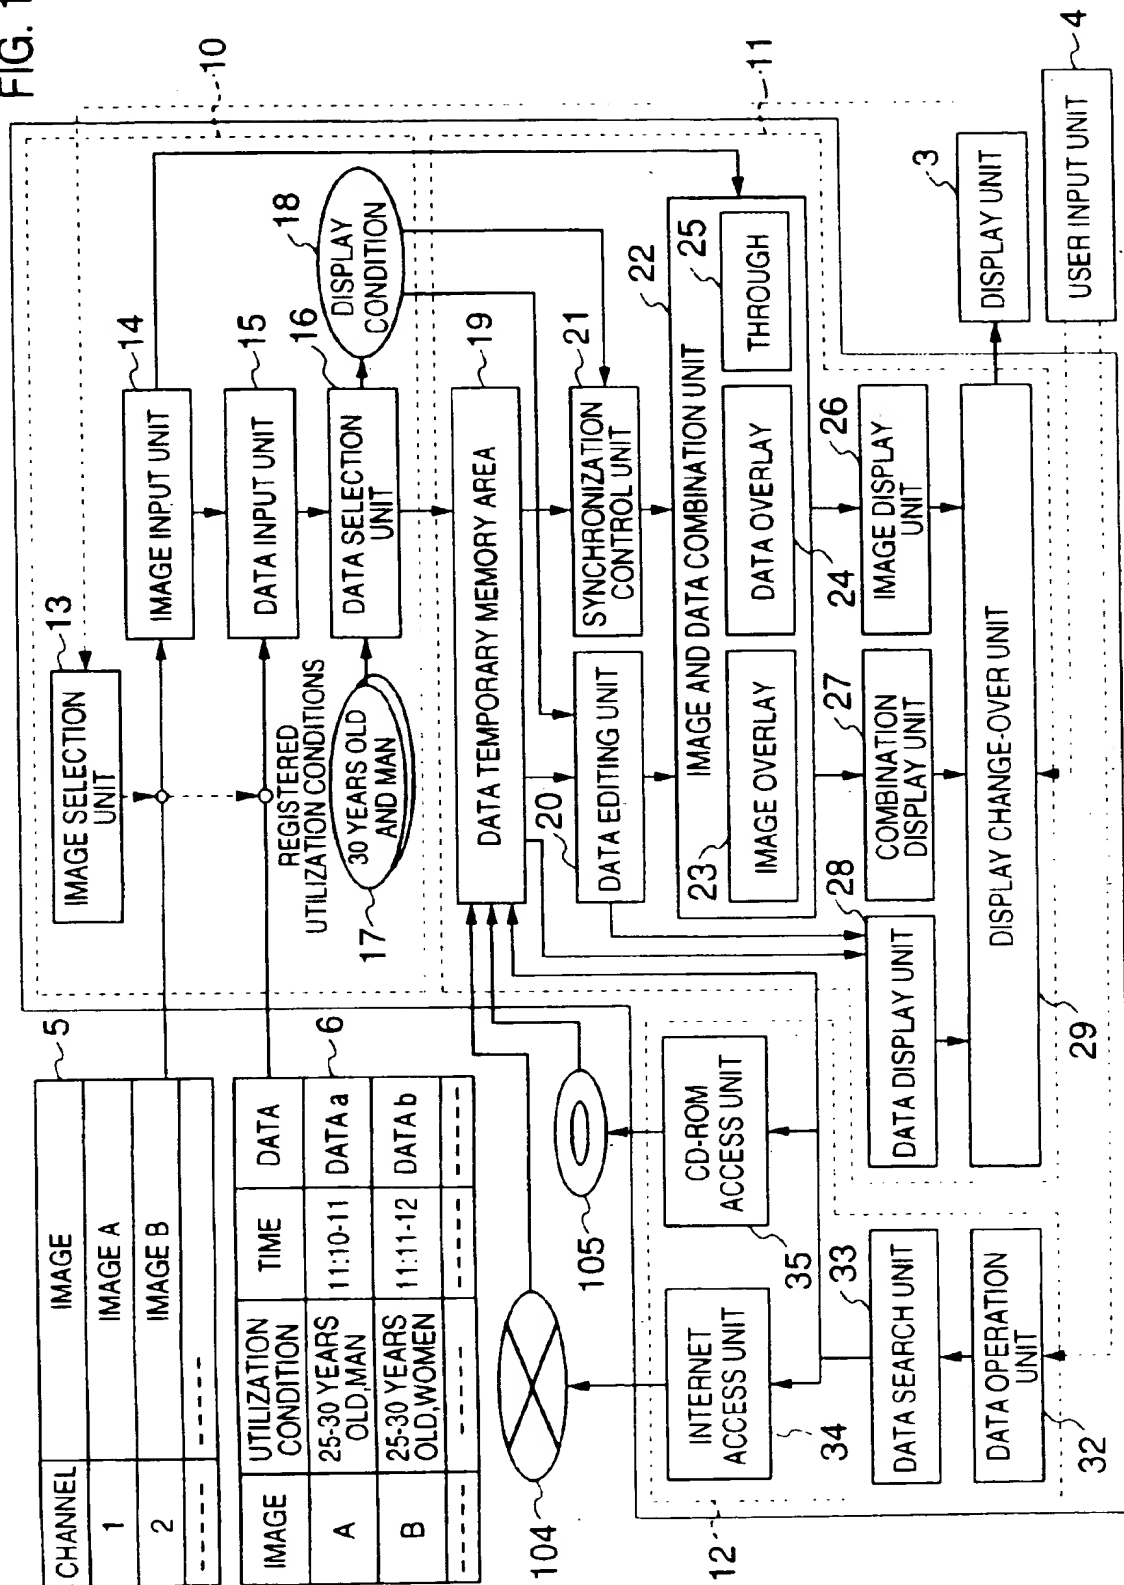 FIG. 1
CHANNEL IMAGE
1 IMAGE A
2 IMAGE B
5
IMAGE UTILIZATION CONDITION TIME DATA
A 25-30 YEARS OLD,MAN 11:10-11 DATA a
B 25-30 YEARS OLD,WOMEN 11:11-12 DATA b
6
10
13
IMAGE SELECTION
UNIT
14
IMAGE INPUT UNIT
15
DATA INPUT UNIT
16
DATA SELECTION
UNIT
REGISTERED
UTILIZATION CONDITIONS
30 YEARS OLD
AND MAN
17
18
DISPLAY
CONDITION
11
19
DATA TEMPORARY MEMORY AREA
20
DATA EDITING UNIT
21
SYNCHRONIZATION
CONTROL UNIT
22
IMAGE AND DATA COMBINATION UNIT
23
IMAGE OVERLAY
24
DATA OVERLAY
25
THROUGH
26
IMAGE DISPLAY
UNIT
27
COMBINATION
DISPLAY UNIT
28
DATA DISPLAY UNIT
29
DISPLAY CHANGE-OVER UNIT
3
DISPLAY UNIT
4
USER INPUT UNIT
104
105
12
34
INTERNET
ACCESS UNIT
35
CD-ROM
ACCESS UNIT
33
DATA SEARCH UNIT
32
DATA OPERATION
UNIT